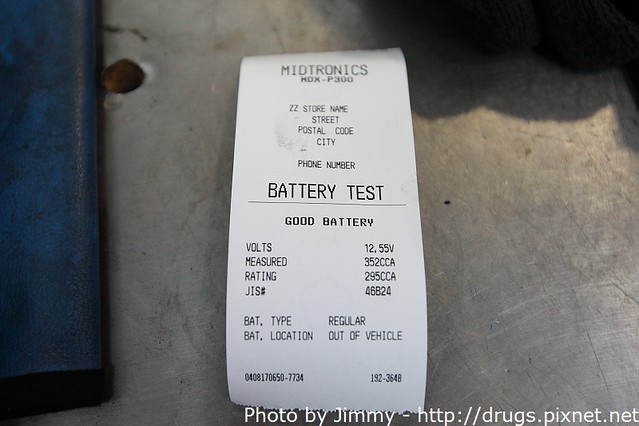 MIDTRONICS
MDX-P300
ZZ STORE NAME
STREET
POSTAL CODE
CITY
PHONE NUMBER
BATTERY TEST
GOOD BATTERY
VOLTS 12.55V
MEASURED 352CCA
RATING 295CCA
JIS# 46B24
BAT. TYPE REGULAR
BAT. LOCATION OUT OF VEHICLE
0408170650-7734 192-364B
Photo by Jimmy - http://drugs.pixnet.net